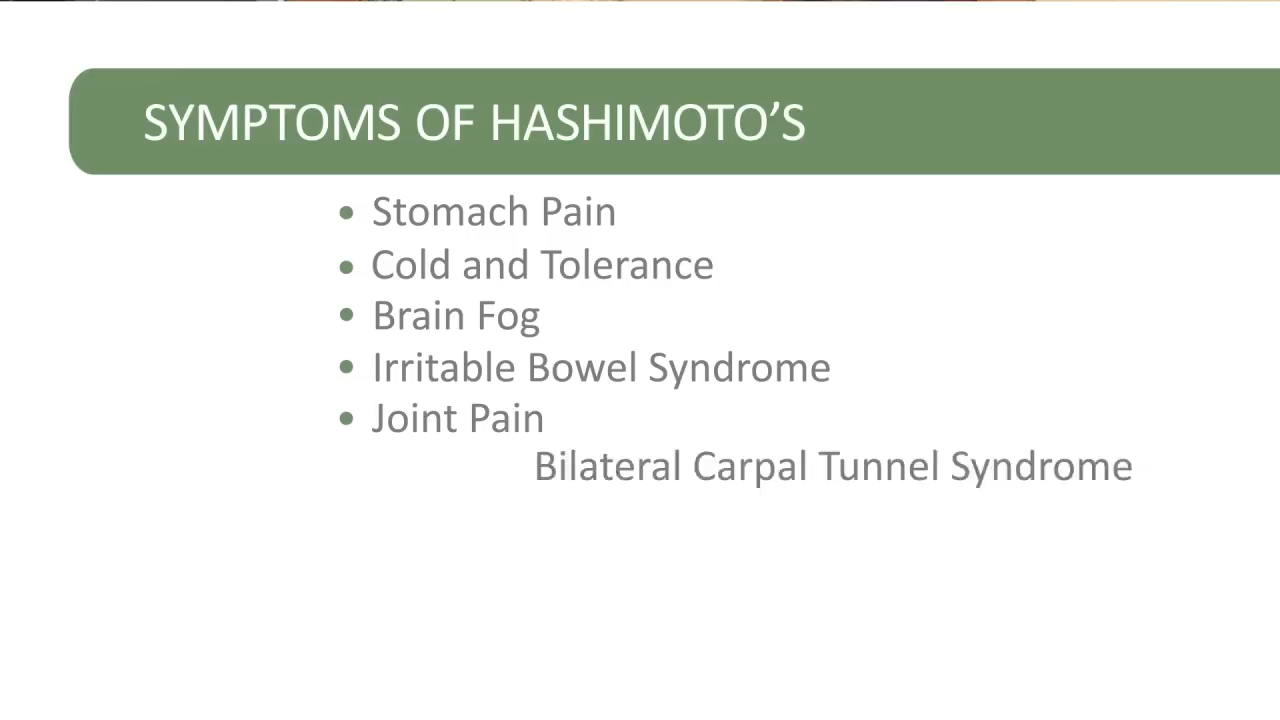 SYMPTOMS OF HASHIMOTO’S
• Stomach Pain
• Cold and Tolerance
• Brain Fog
• Irritable Bowel Syndrome
• Joint Pain
Bilateral Carpal Tunnel Syndrome